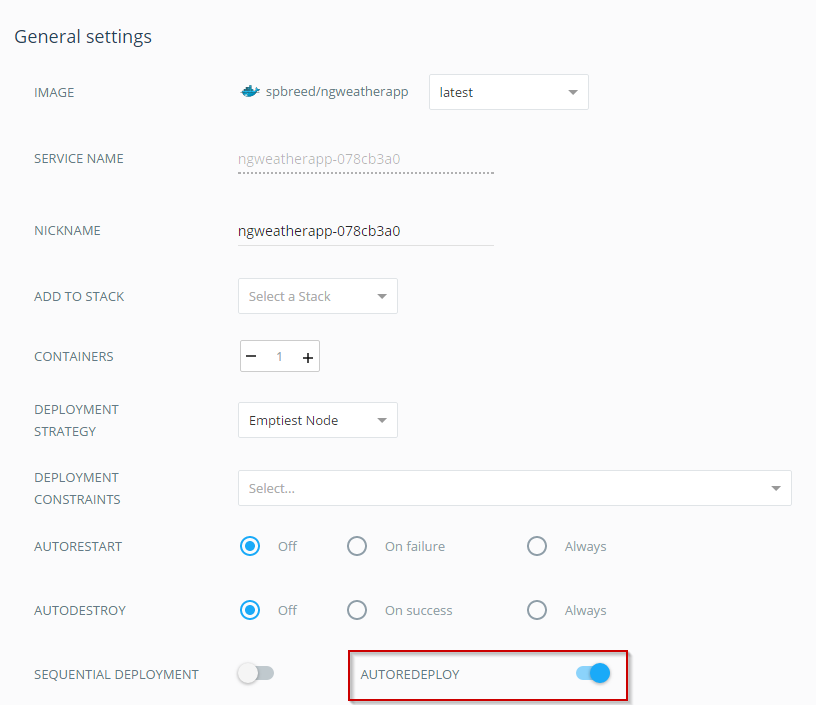 General settings
IMAGE spbreed/ngweatherapp latest
SERVICE NAME ngweatherapp-078cb3a0
NICKNAME ngweatherapp-078cb3a0
ADD TO STACK Select a Stack
CONTAINERS − 1 +
DEPLOYMENT
STRATEGY
Emptiest Node
DEPLOYMENT
CONSTRAINTS
Select...
AUTORESTART Off On failure Always
AUTODESTROY Off On success Always
SEQUENTIAL DEPLOYMENT AUTOREDEPLOY